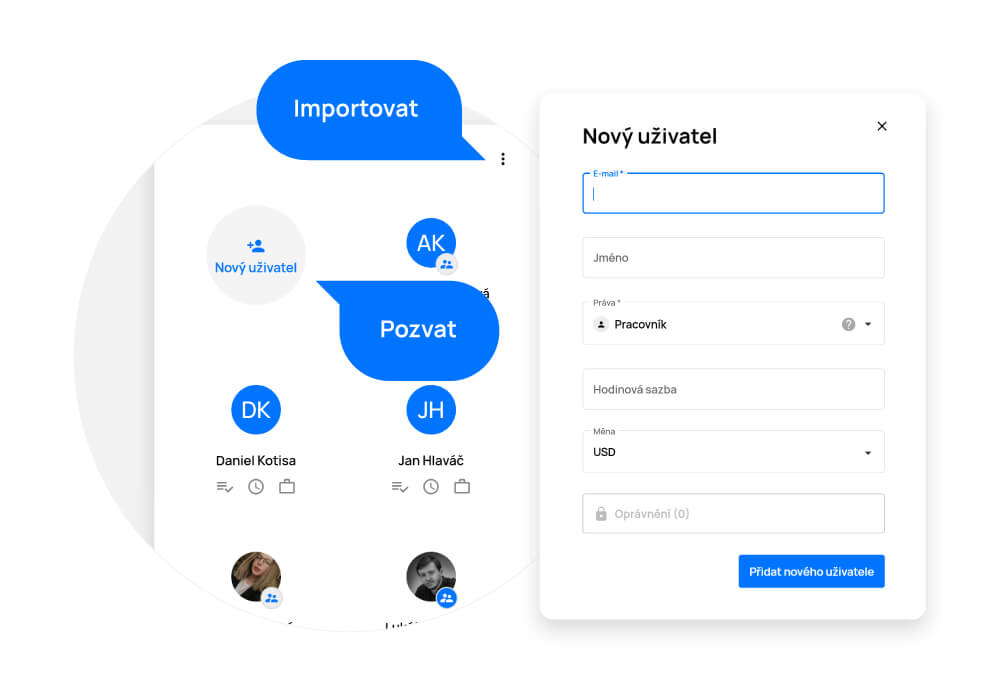 Importovat
Nový uživatel
AK
Pozvat
DK
JH
Daniel Kotisa
Jan Hlaváč
Nový uživatel
E-mail *
Jméno
Práva *
Pracovník
?
Hodinová sazba
Měna
USD
Oprávnění (0)
Přidat nového uživatele